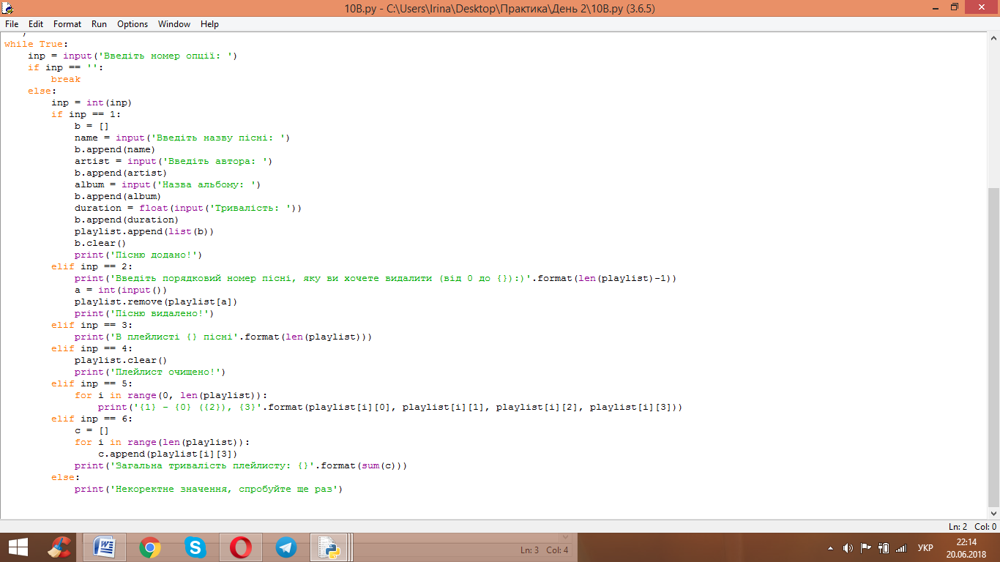 10B.py - C:\Users\Irina\Desktop\Практика\День 2\10B.py (3.6.5)
File Edit Format Run Options Window Help
while True:
    inp = input('Введіть номер опції: ')
    if inp == '':
        break
    else:
        inp = int(inp)
        if inp == 1:
            b = []
            name = input('Введіть назву пісні: ')
            b.append(name)
            artist = input('Введіть автора: ')
            b.append(artist)
            album = input('Назва альбому: ')
            b.append(album)
            duration = float(input('Тривалість: '))
            b.append(duration)
            playlist.append(list(b))
            b.clear()
            print('Пісню додано!')
        elif inp == 2:
            print('Введіть порядковий номер пісні, яку ви хочете видалити (від 0 до {}):)'.format(len(playlist)-1))
            a = int(input())
            playlist.remove(playlist[a])
            print('Пісню видалено!')
        elif inp == 3:
            print('В плейлисті {} пісні'.format(len(playlist)))
        elif inp == 4:
            playlist.clear()
            print('Плейлист очищено!')
        elif inp == 5:
            for i in range(0, len(playlist)):
                print('{1} - {0} ({2}), {3}'.format(playlist[i][0], playlist[i][1], playlist[i][2], playlist[i][3]))
        elif inp == 6:
            c = []
            for i in range(len(playlist)):
                c.append(playlist[i][3])
            print('Загальна тривалість плейлисту: {}'.format(sum(c)))
        else:
            print('Некоректне значення, спробуйте ще раз')
Ln: 2 Col: 0
Ln: 3 Col: 4
УКР
22:14
20.06.2018